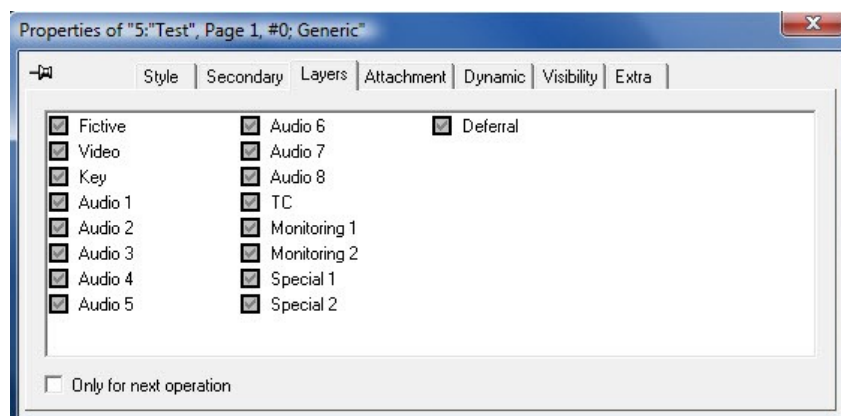 Properties of "5:"Test", Page 1, #0; Generic"
Style Secondary Layers Attachment Dynamic Visibility Extra
Fictive Audio 6 Deferral
Video Audio 7
Key Audio 8
Audio 1 TC
Audio 2 Monitoring 1
Audio 3 Monitoring 2
Audio 4 Special 1
Audio 5 Special 2
Only for next operation